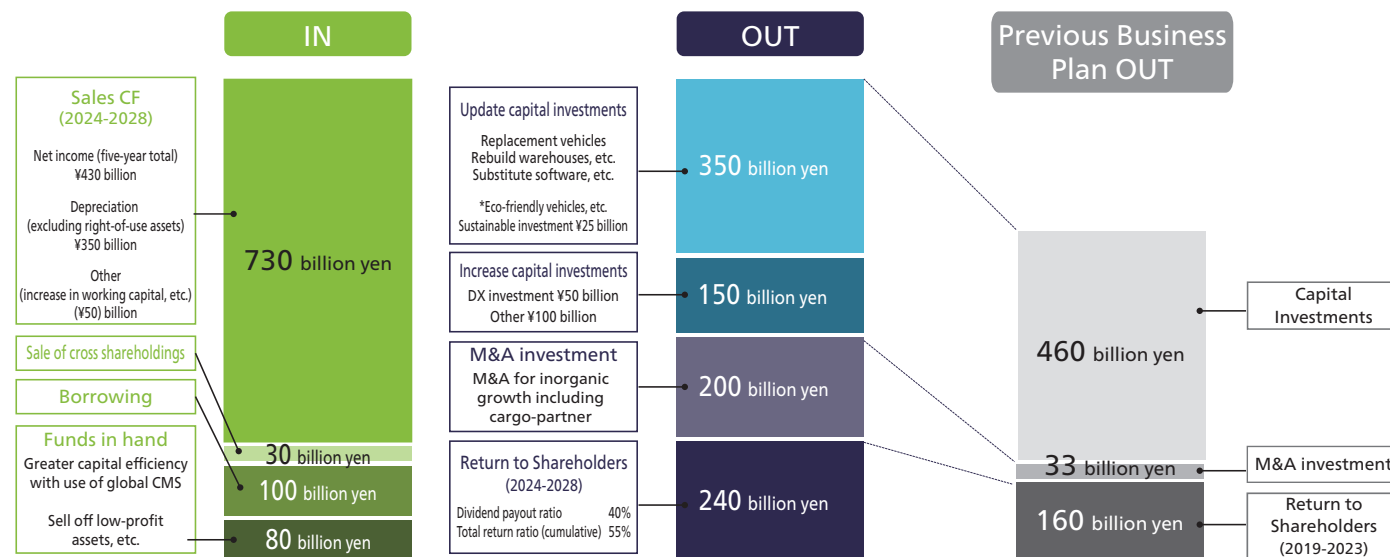 IN
Sales CF
(2024-2028)
Net income (five-year total)
¥430 billion
Depreciation
(excluding right-of-use assets)
¥350 billion
Other
(increase in working capital, etc.)
(¥50) billion
Sale of cross shareholdings
Borrowing
Funds in hand
Greater capital efficiency
with use of global CMS
Sell off low-profit
assets, etc.
730 billion yen
30 billion yen
100 billion yen
80 billion yen
OUT
Update capital investments
Replacement vehicles
Rebuild warehouses, etc.
Substitute software, etc.
*Eco-friendly vehicles, etc.
Sustainable investment ¥25 billion
Increase capital investments
DX investment ¥50 billion
Other ¥100 billion
M&A investment
M&A for inorganic
growth including
cargo-partner
Return to Shareholders
(2024-2028)
Dividend payout ratio 40%
Total return ratio (cumulative) 55%
350 billion yen
150 billion yen
200 billion yen
240 billion yen
Previous Business
Plan OUT
460 billion yen
33 billion yen
160 billion yen
Capital
Investments
M&A investment
Return to
Shareholders
(2019-2023)